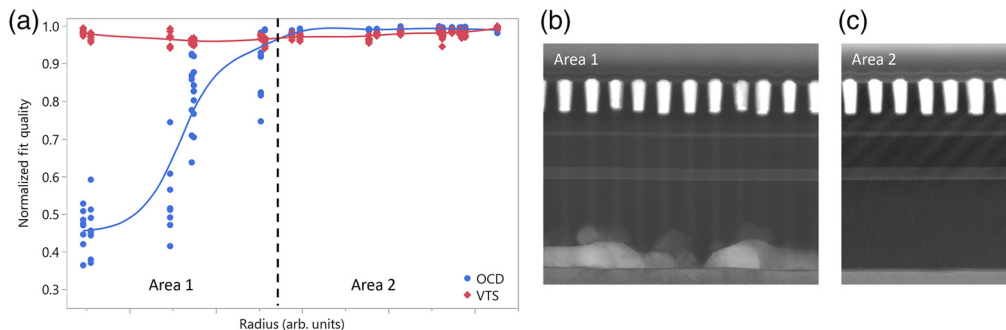 (a)
1.0
0.9
0.8
0.7
0.6
0.5
0.4
0.3
Normalized fit quality
Area 1
Area 2
OCD
VTS
Radius (arb. units)
(b)
Area 1
(c)
Area 2